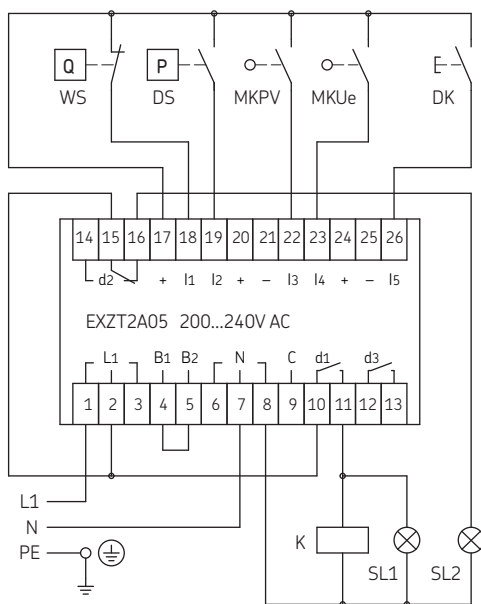 Q P
WS DS MKPV MKUe DK
14 15 16 17 18 19 20 21 22 23 24 25 26
d2 + I1 I2 + – I3 I4 + – I5
EXZT2A05 200...240V AC
L1 B1 B2 N C d1 d3
1 2 3 4 5 6 7 8 9 10 11 12 13
L1
N
PE
K SL1 SL2